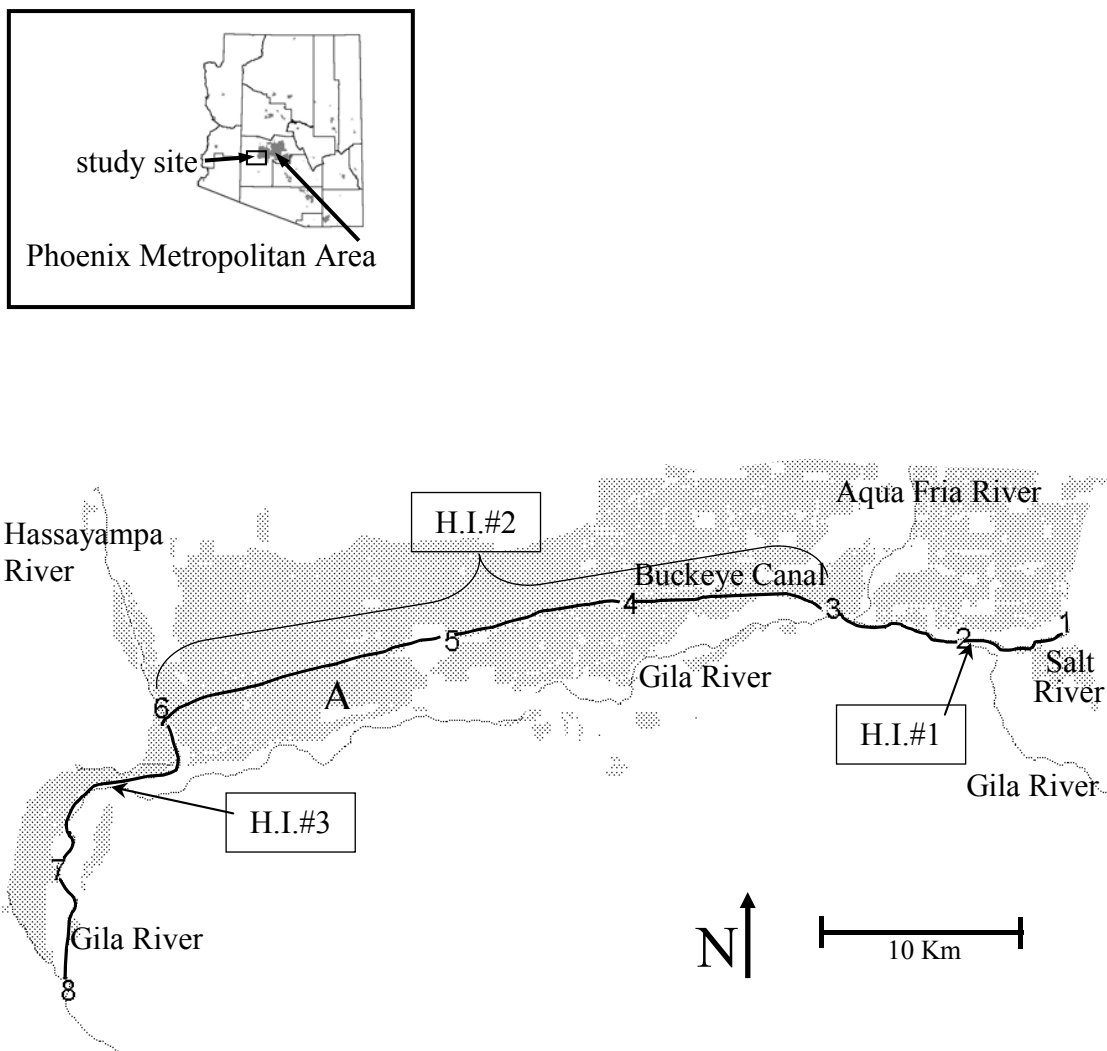 study site
Phoenix Metropolitan Area
Hassayampa
River
H.I.#2
Aqua Fria River
Buckeye Canal
4
3
1
5
2
Salt
River
Gila River
A
6
H.I.#1
Gila River
H.I.#3
7
Gila River
N
10 Km
8